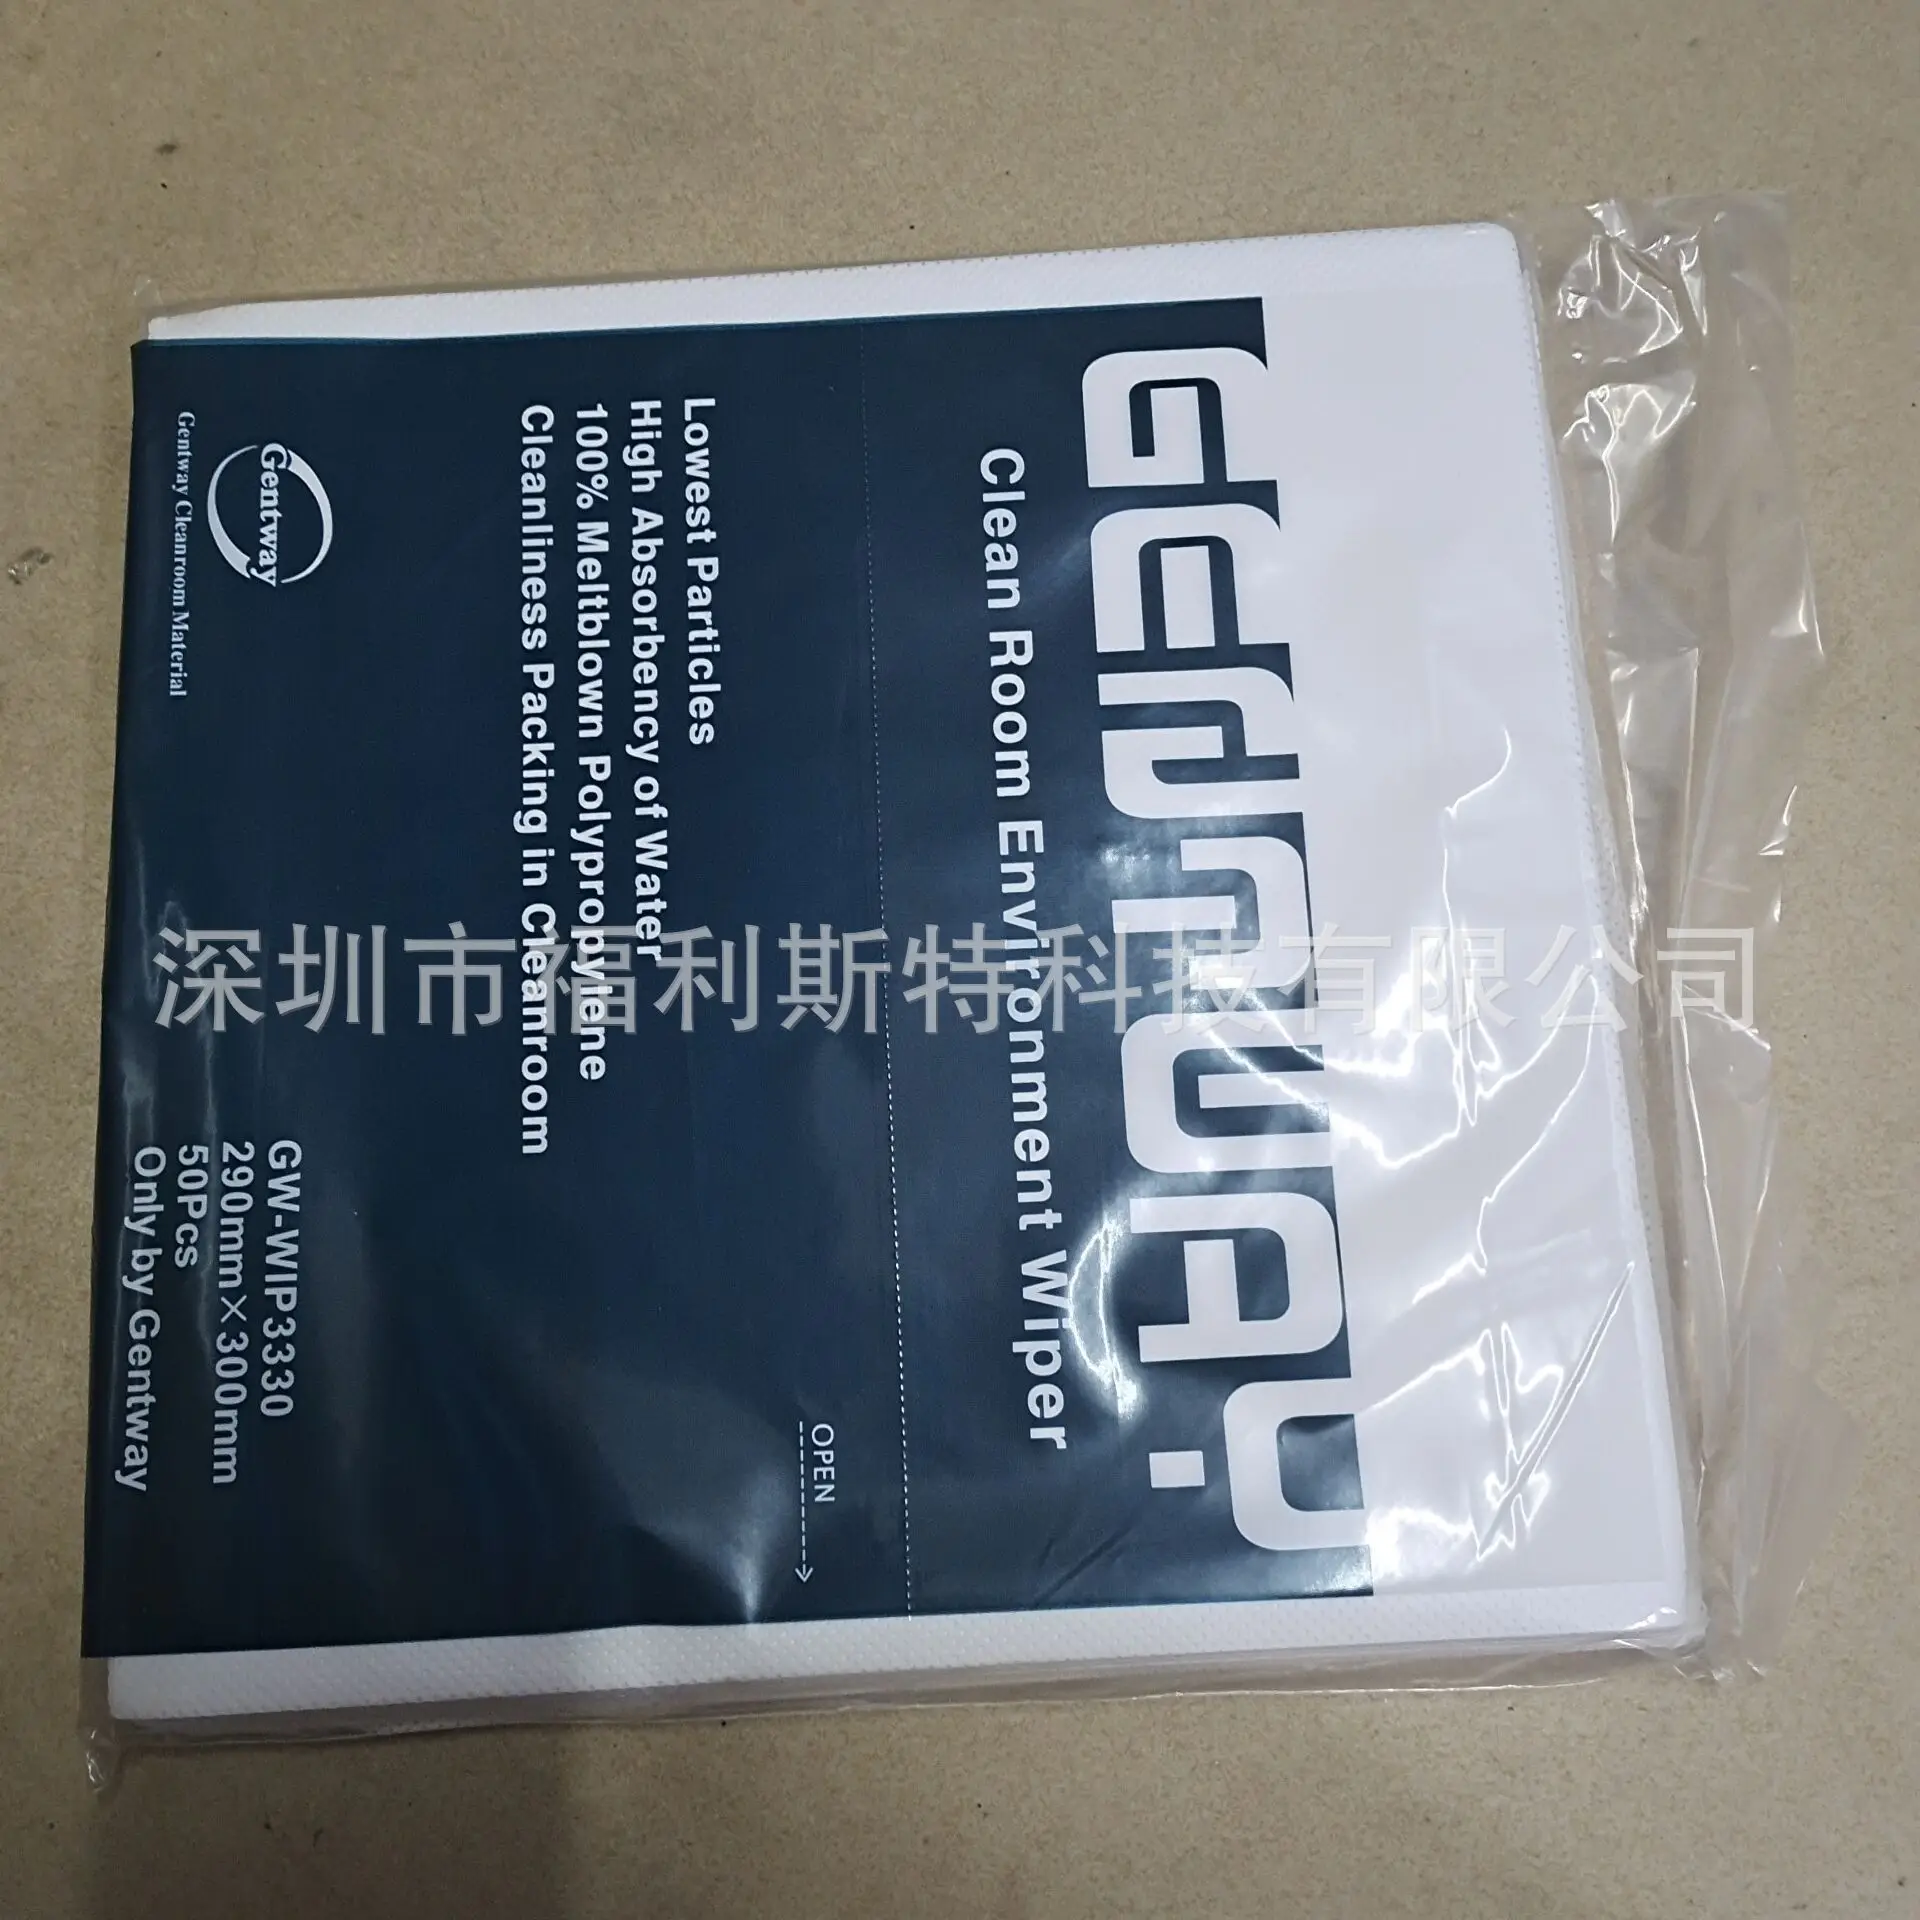 GENTWAY.
Clean Room Environment Wiper
OPEN
Lowest Particles
High Absorbency of Water
100% Meltblown Polypropylene
Cleanliness Packing in Cleanroom
Gentway
Gentway Cleanroom Material
GW-WIP3330
290mm×300mm
50Pcs
Only by Gentway
深圳市福利斯特科技有限公司